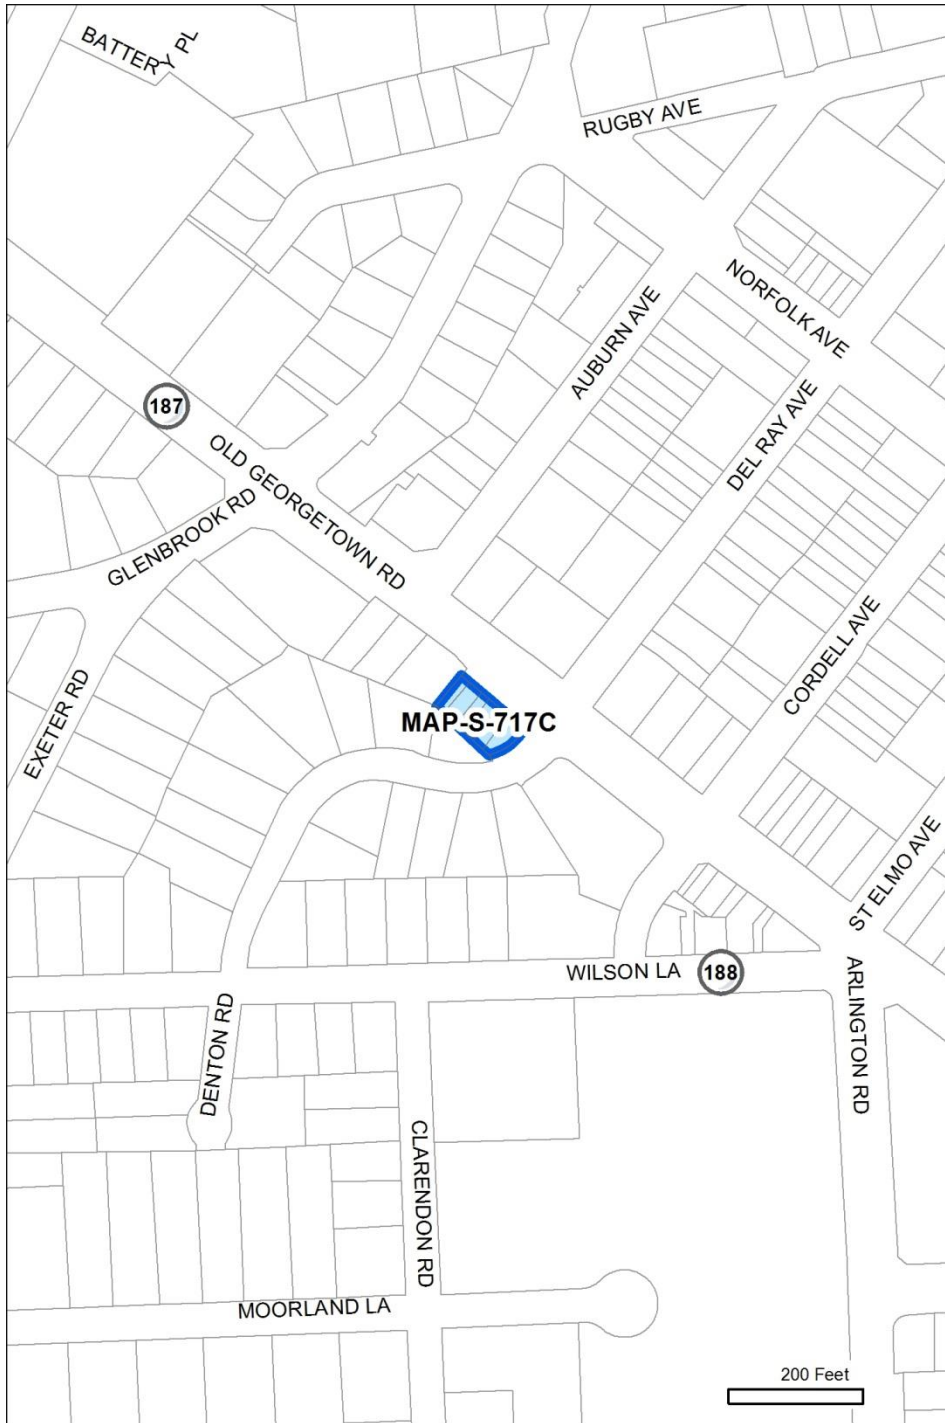 BATTERY PL
RUGBY AVE
NORFOLK AVE
AUBURN AVE
187
DEL RAY AVE
OLD GEORGETOWN RD
GLENBROOK RD
CORDELL AVE
EXETER RD
MAP-S-717C
ST ELMO AVE
WILSON LA
188
ARLINGTON RD
DENTON RD
CLARENDON RD
MOORLAND LA
200 Feet